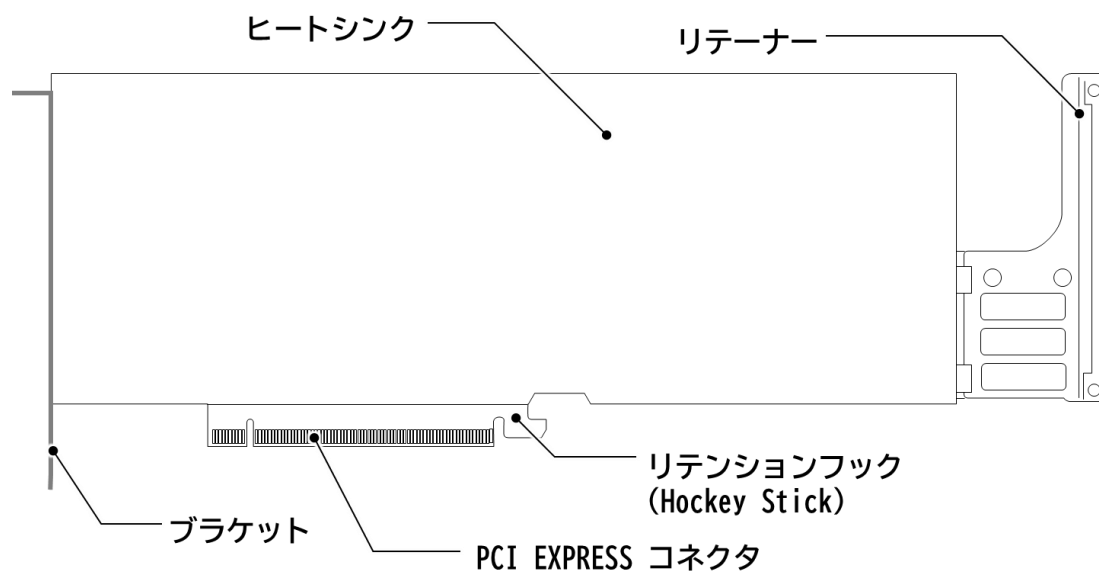 ヒートシンク
リテーナー
リテンションフック
(Hockey Stick)
ブラケット
PCI EXPRESS コネクタ